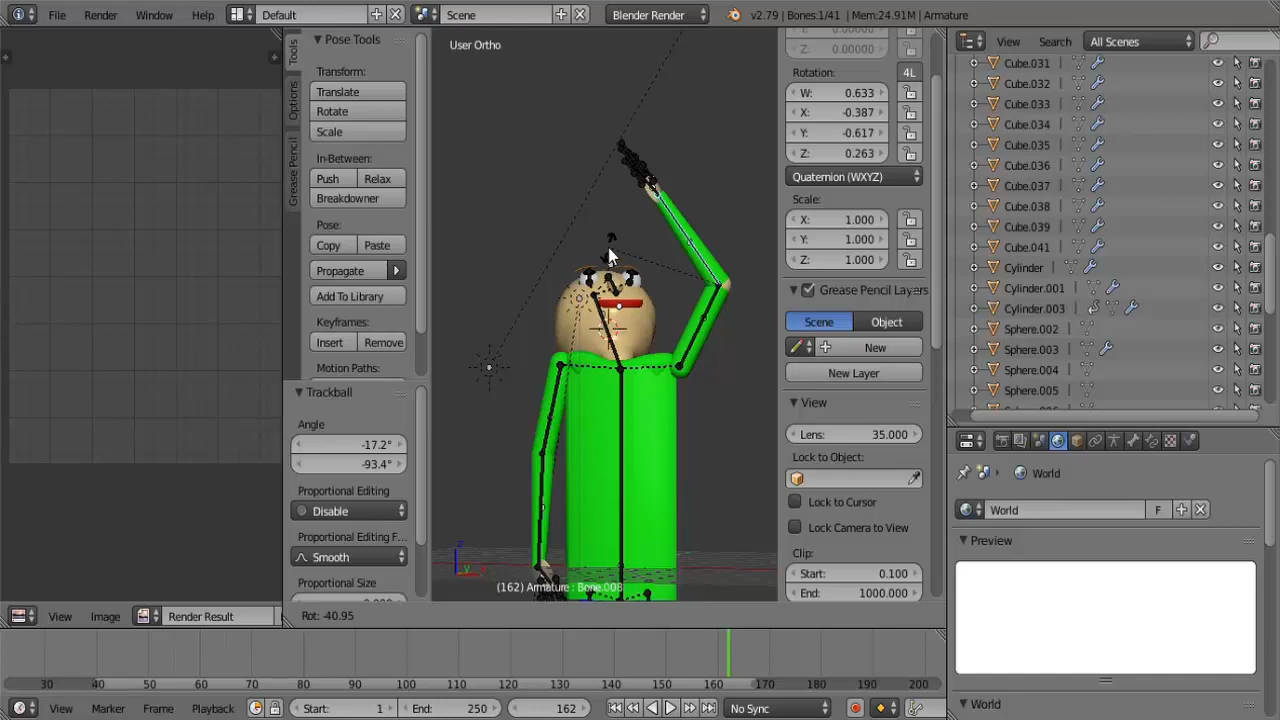 File Render Window Help Default Scene Blender Render v2.79 | Bones:1/41 | Mem:24.91M | Armature
Tools
Options
Grease Pencil
Pose Tools
Transform:
Translate
Rotate
Scale
In-Between:
Push Relax
Breakdowner
Pose:
Copy Paste
Propagate
Add To Library
Keyframes:
Insert Remove
Motion Paths:
Trackball
Angle
-17.2°
-93.4°
Proportional Editing
Disable
Proportional Editing F...
Smooth
Proportional Size
User Ortho
z
y
(162) Armature : Bone.008
Y: 0.00000
Z: 0.00000
Rotation: 4L
W: 0.633
X: -0.387
Y: -0.617
Z: 0.263
Quaternion (WXYZ)
Scale:
X: 1.000
Y: 1.000
Z: 1.000
Grease Pencil Layers
Scene Object
New
New Layer
View
Lens: 35.000
Lock to Object:
Lock to Cursor
Lock Camera to View
Clip:
Start: 0.100
End: 1000.000
View Search All Scenes
Cube.031
Cube.032
Cube.033
Cube.034
Cube.035
Cube.036
Cube.037
Cube.038
Cube.039
Cube.041
Cylinder
Cylinder.001
Cylinder.003
Sphere.002
Sphere.003
Sphere.004
Sphere.005
World
World F
Preview
World
View Image Render Result Rot: -40.95
30 40 50 60 70 80 90 100 110 120 130 140 150 160 170 180 190 200
View Marker Frame Playback Start: 1 End: 250 162 No Sync